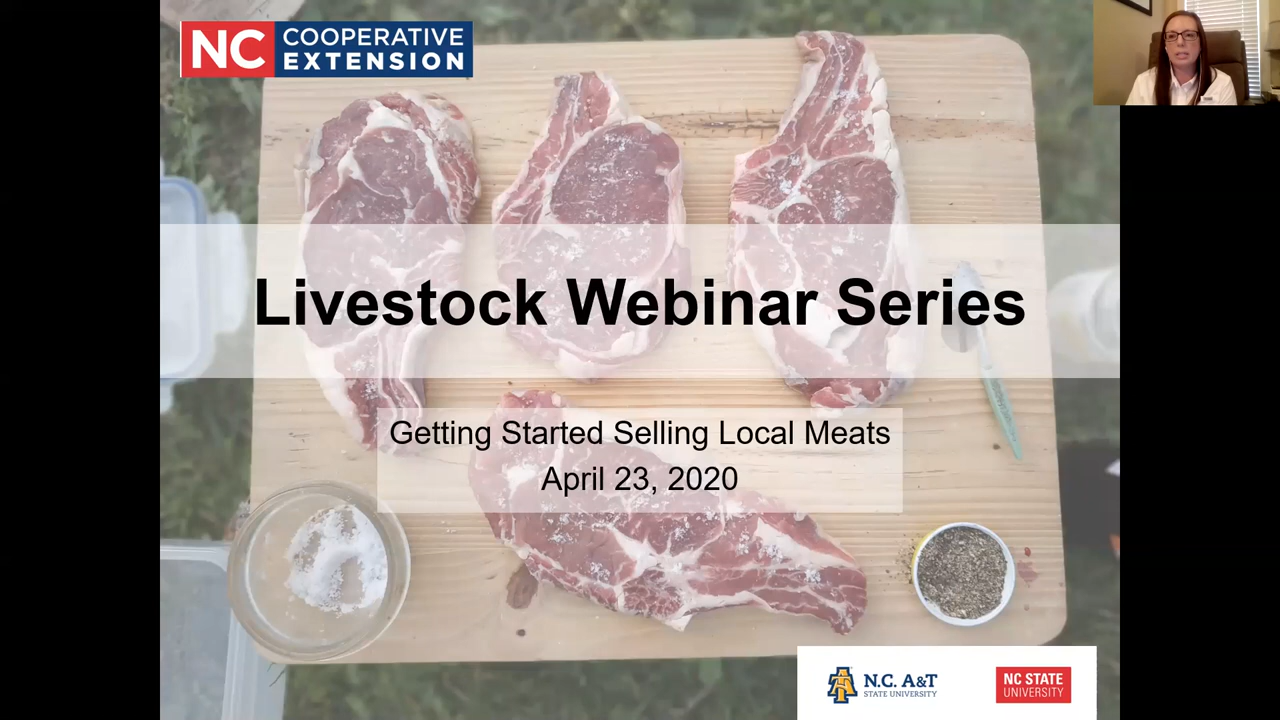 NC COOPERATIVE
EXTENSION
Livestock Webinar Series
Getting Started Selling Local Meats
April 23, 2020
N.C. A&T
STATE UNIVERSITY
NC STATE
UNIVERSITY